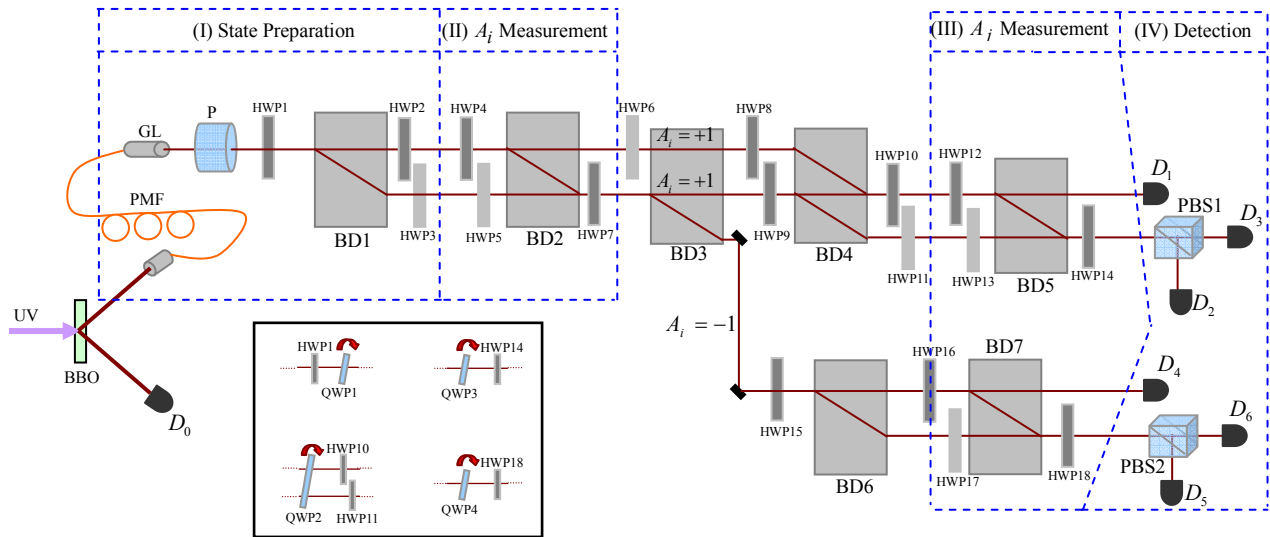 (I) State Preparation
(II) A_i Measurement
(III) A_i Measurement
(IV) Detection
GL
P
HWP1
BD1
HWP2
HWP3
HWP4
HWP5
BD2
HWP7
HWP6
A_i = +1
A_i = +1
BD3
HWP8
HWP9
BD4
HWP10
HWP11
HWP12
HWP13
BD5
HWP14
D_1
PBS1
D_3
D_2
PMF
UV
BBO
D_0
A_i = −1
HWP15
BD6
HWP16
HWP17
BD7
HWP18
D_4
PBS2
D_6
D_5
HWP1
QWP1
HWP14
QWP3
HWP10
QWP2
HWP11
HWP18
QWP4